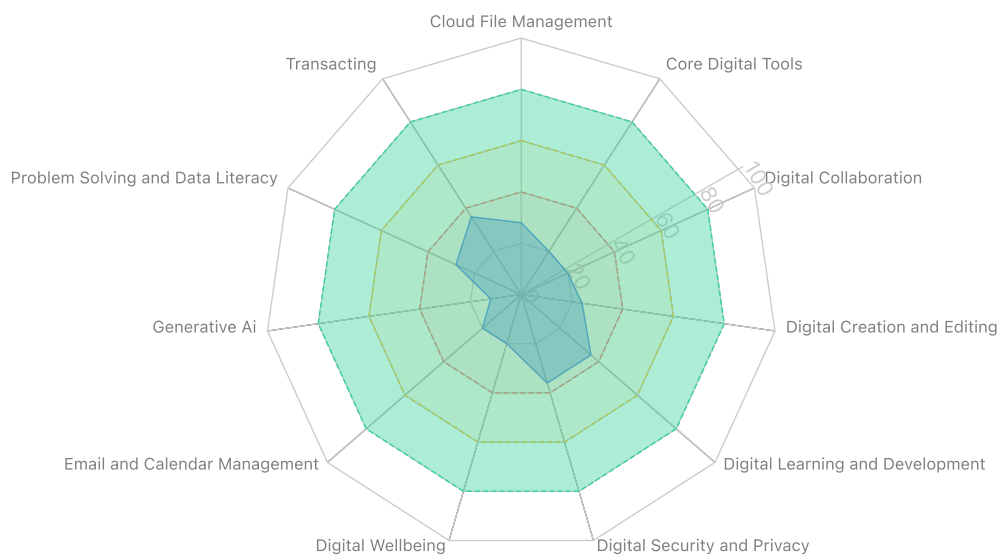 Cloud File Management
Transacting
Core Digital Tools
100
Problem Solving and Data Literacy
Digital Collaboration
80
60
40
20
0
Generative Ai
Digital Creation and Editing
Email and Calendar Management
Digital Learning and Development
Digital Wellbeing
Digital Security and Privacy